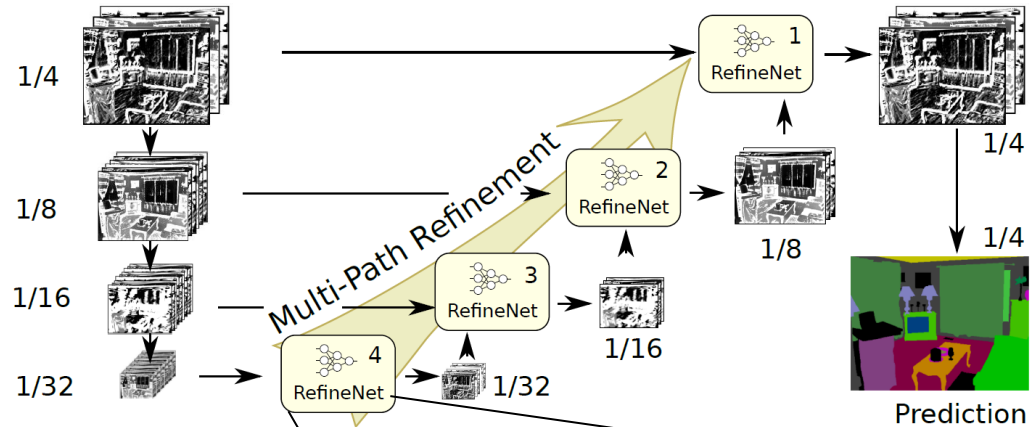 1/4
1
RefineNet
1/4
1/8
Multi-Path Refinement
2
RefineNet
1/8
1/4
1/16
3
RefineNet
1/16
1/32
4
RefineNet
1/32
Prediction